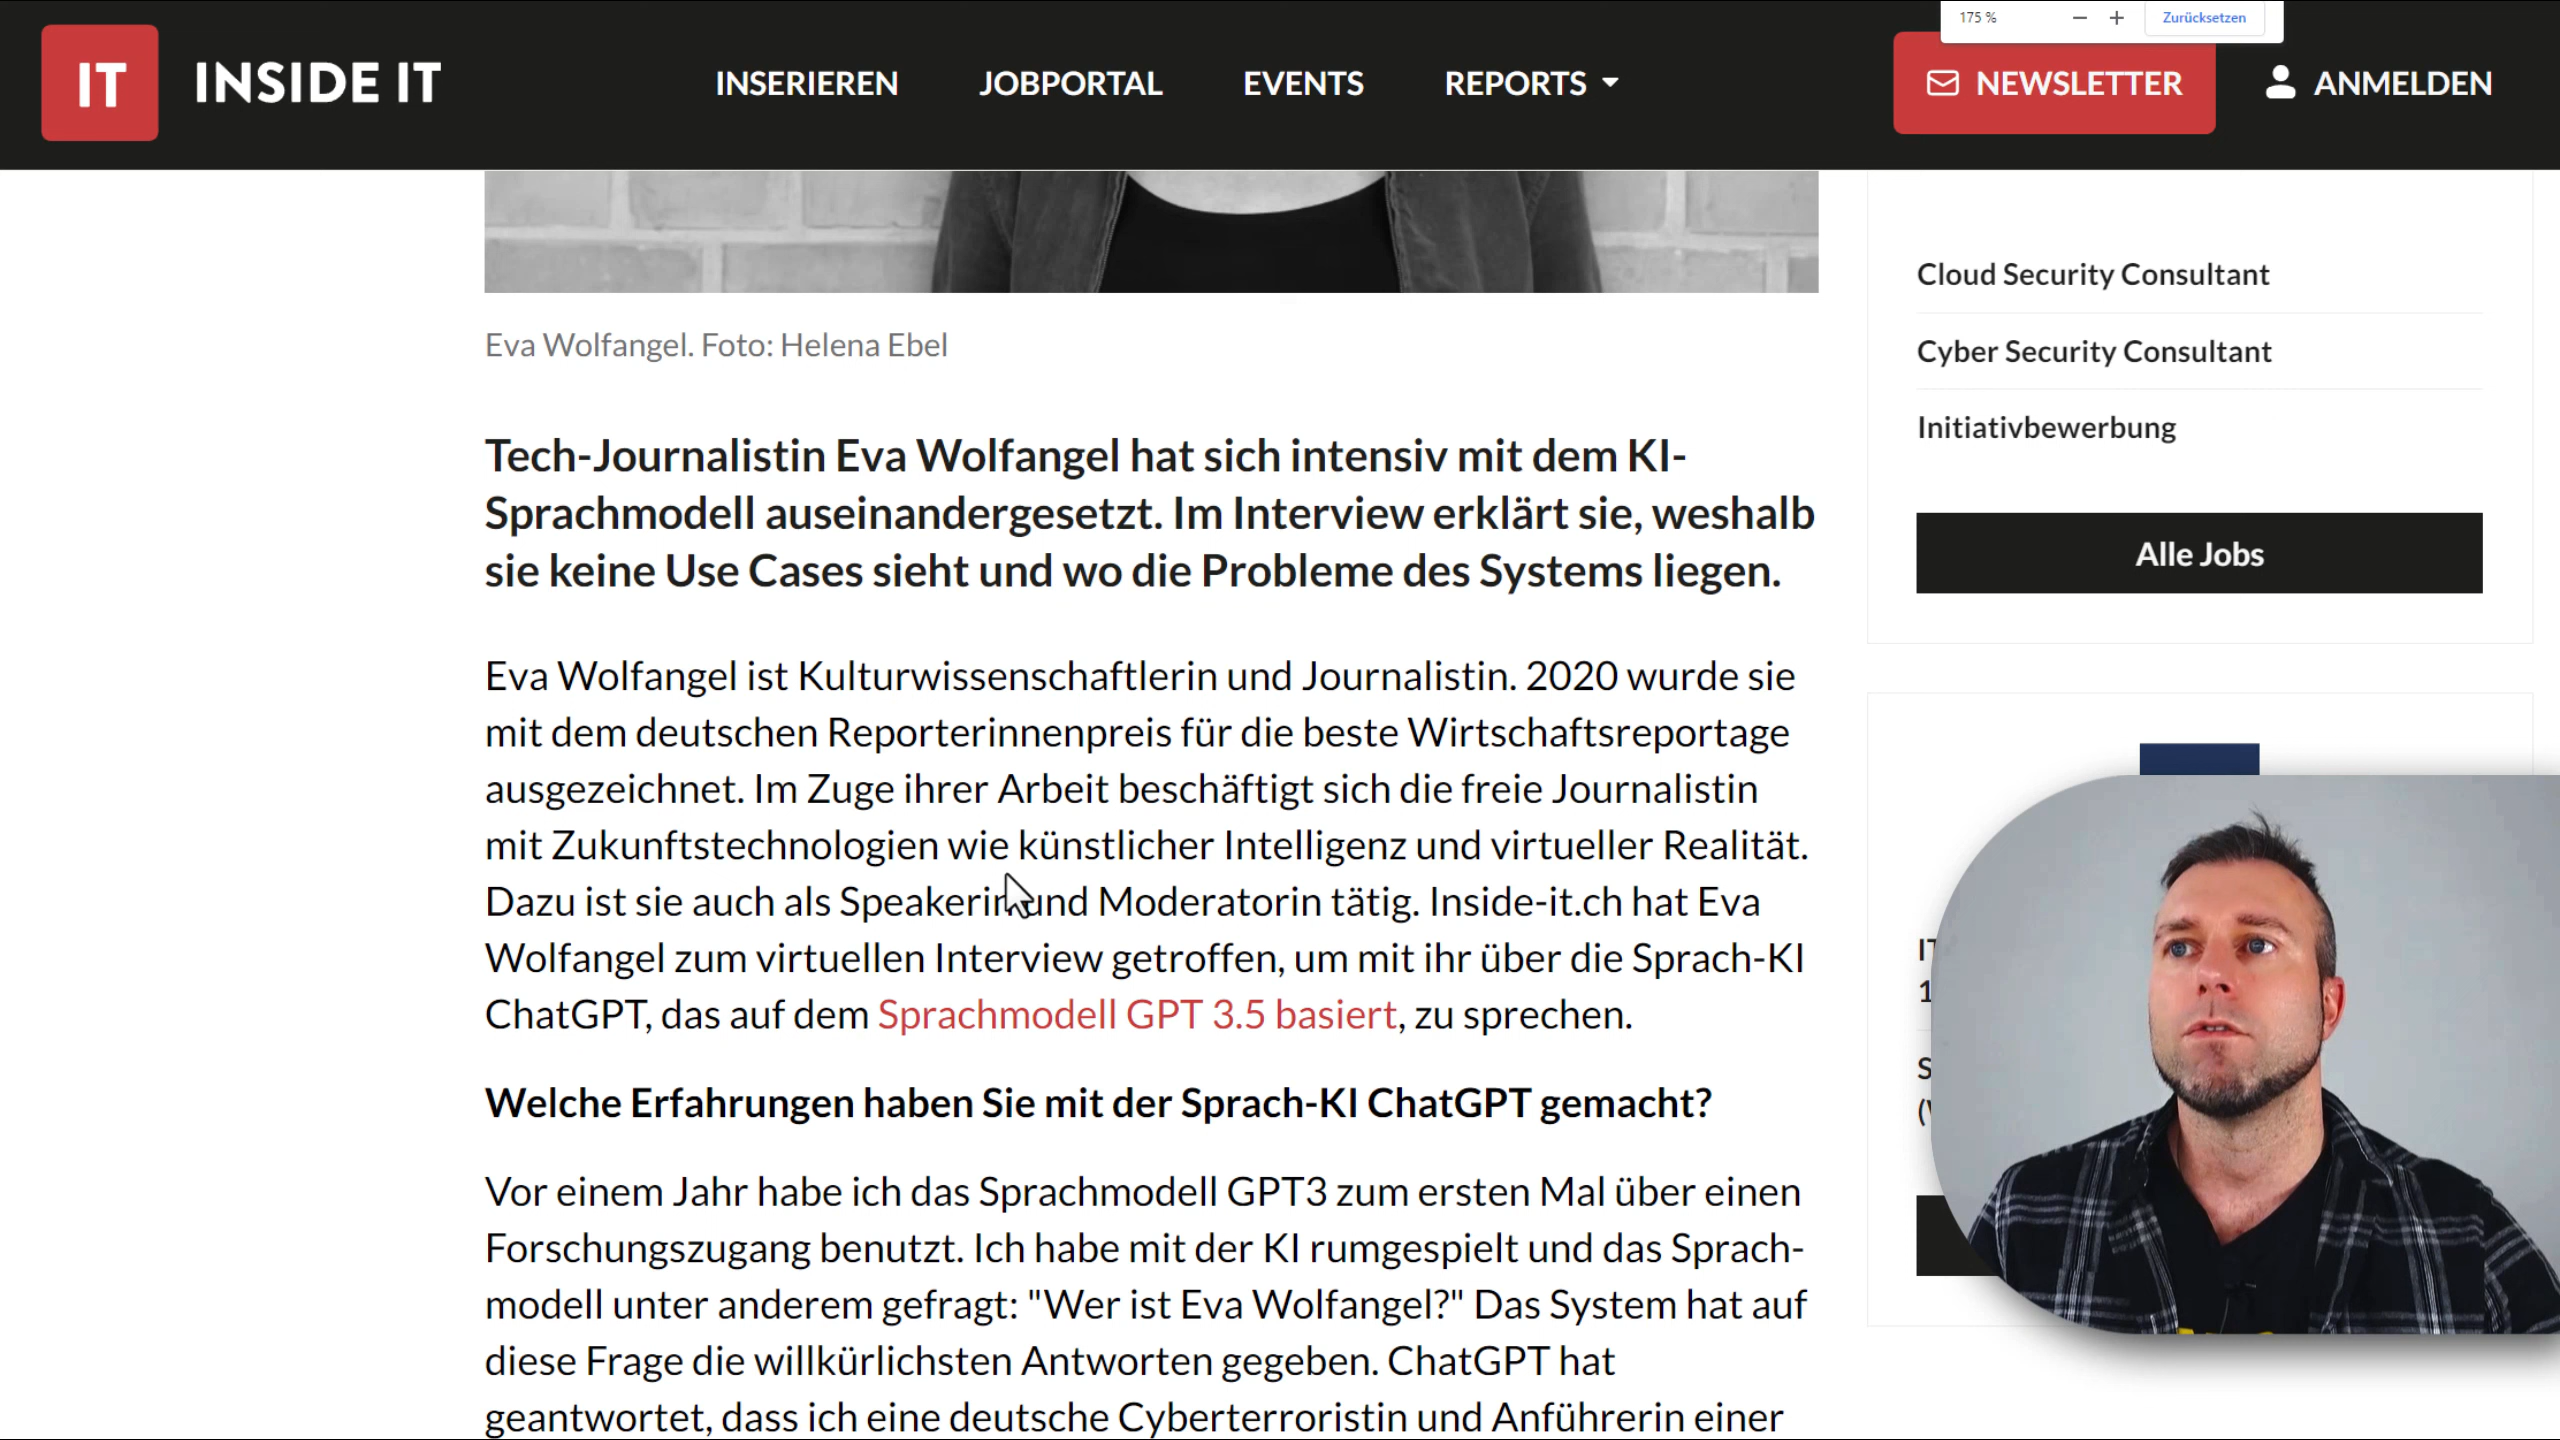 175 %
Zurücksetzen
IT INSIDE IT INSERIEREN JOBPORTAL EVENTS REPORTS NEWSLETTER ANMELDEN
Eva Wolfangel. Foto: Helena Ebel
Tech-Journalistin Eva Wolfangel hat sich intensiv mit dem KI-
Sprachmodell auseinandergesetzt. Im Interview erklärt sie, weshalb
sie keine Use Cases sieht und wo die Probleme des Systems liegen.
Eva Wolfangel ist Kulturwissenschaftlerin und Journalistin. 2020 wurde sie
mit dem deutschen Reporterinnenpreis für die beste Wirtschaftsreportage
ausgezeichnet. Im Zuge ihrer Arbeit beschäftigt sich die freie Journalistin
mit Zukunftstechnologien wie künstlicher Intelligenz und virtueller Realität.
Dazu ist sie auch als Speakerin und Moderatorin tätig. Inside-it.ch hat Eva
Wolfangel zum virtuellen Interview getroffen, um mit ihr über die Sprach-KI
ChatGPT, das auf dem Sprachmodell GPT 3.5 basiert, zu sprechen.
Welche Erfahrungen haben Sie mit der Sprach-KI ChatGPT gemacht?
Vor einem Jahr habe ich das Sprachmodell GPT3 zum ersten Mal über einen
Forschungszugang benutzt. Ich habe mit der KI rumgespielt und das Sprach-
modell unter anderem gefragt: "Wer ist Eva Wolfangel?" Das System hat auf
diese Frage die willkürlichsten Antworten gegeben. ChatGPT hat
geantwortet, dass ich eine deutsche Cyberterroristin und Anführerin einer
Cloud Security Consultant
Cyber Security Consultant
Initiativbewerbung
Alle Jobs